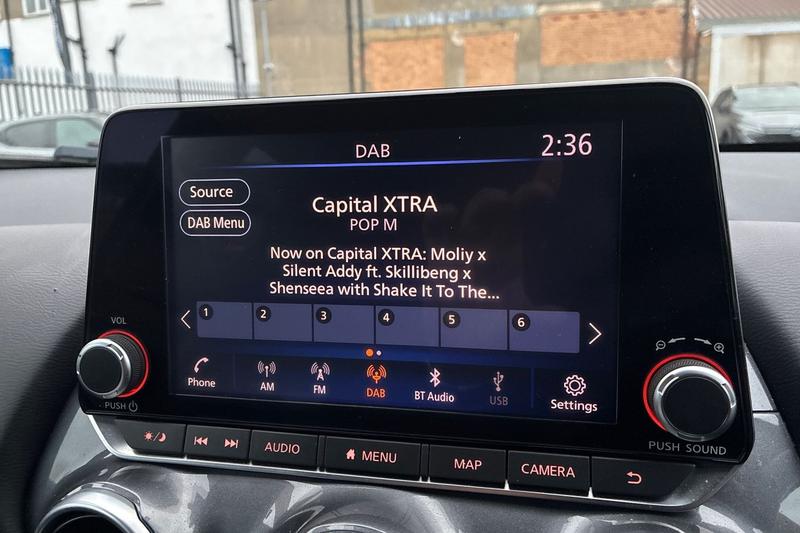 DAB
2:36
Source
DAB Menu
Capital XTRA
POP M
Now on Capital XTRA: Moliy x
Silent Addy ft. Skillibeng x
Shenseea with Shake It To The...
1 2 3 4 5 6
Phone AM FM DAB BT Audio USB Settings
VOL
PUSH
PUSH SOUND
AUDIO MENU MAP CAMERA